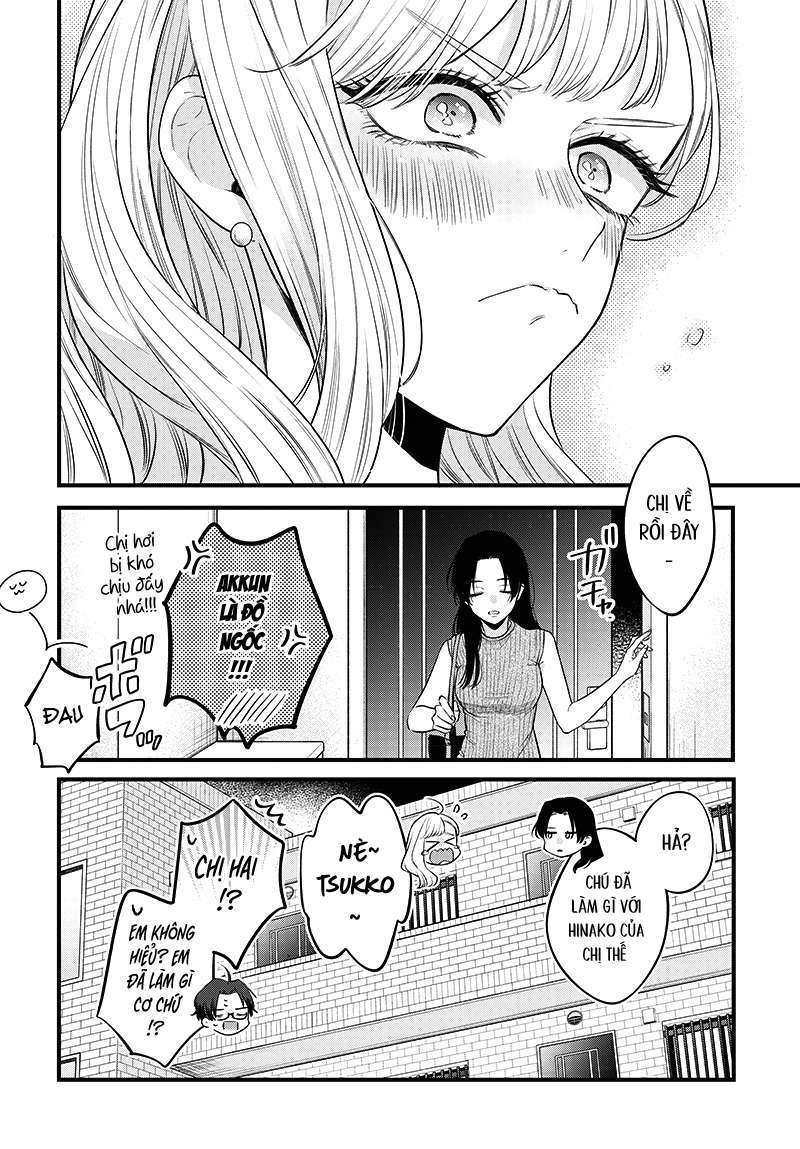 CHỊ VỀ
RỒI ĐÂY
-
ガチャ
AKKUN
LÀ ĐỒ
NGỐC
!!!
Chị hơi
bị khó
chịu đấy
nhá!!!
ボコッ
ĐAU
HẢ?
CHÚ ĐÃ
LÀM GÌ VỚI
HINAKO CỦA
CHỊ THẾ
NÈ~
TSUKKO
~
CHỊ HAI
!?
EM KHÔNG
HIỂU? EM
ĐÃ LÀM GÌ
CƠ CHỨ
!?